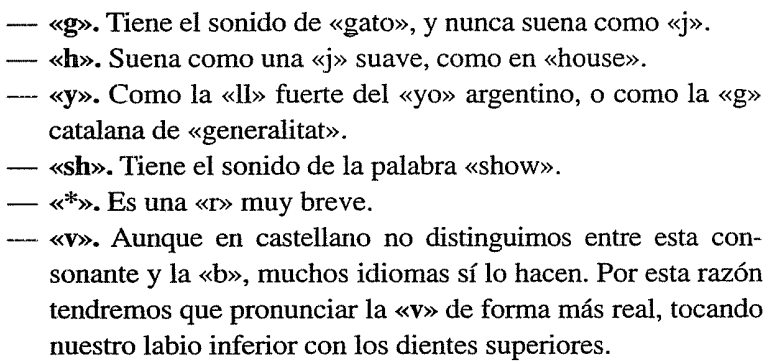 — «g». Tiene el sonido de «gato», y nunca suena como «j».
— «h». Suena como una «j» suave, como en «house».
— «y». Como la «ll» fuerte del «yo» argentino, o como la «g»
catalana de «generalitat».
— «sh». Tiene el sonido de la palabra «show».
— «*». Es una «r» muy breve.
— «v». Aunque en castellano no distinguimos entre esta con-
sonante y la «b», muchos idiomas sí lo hacen. Por esta razón
tendremos que pronunciar la «v» de forma más real, tocando
nuestro labio inferior con los dientes superiores.